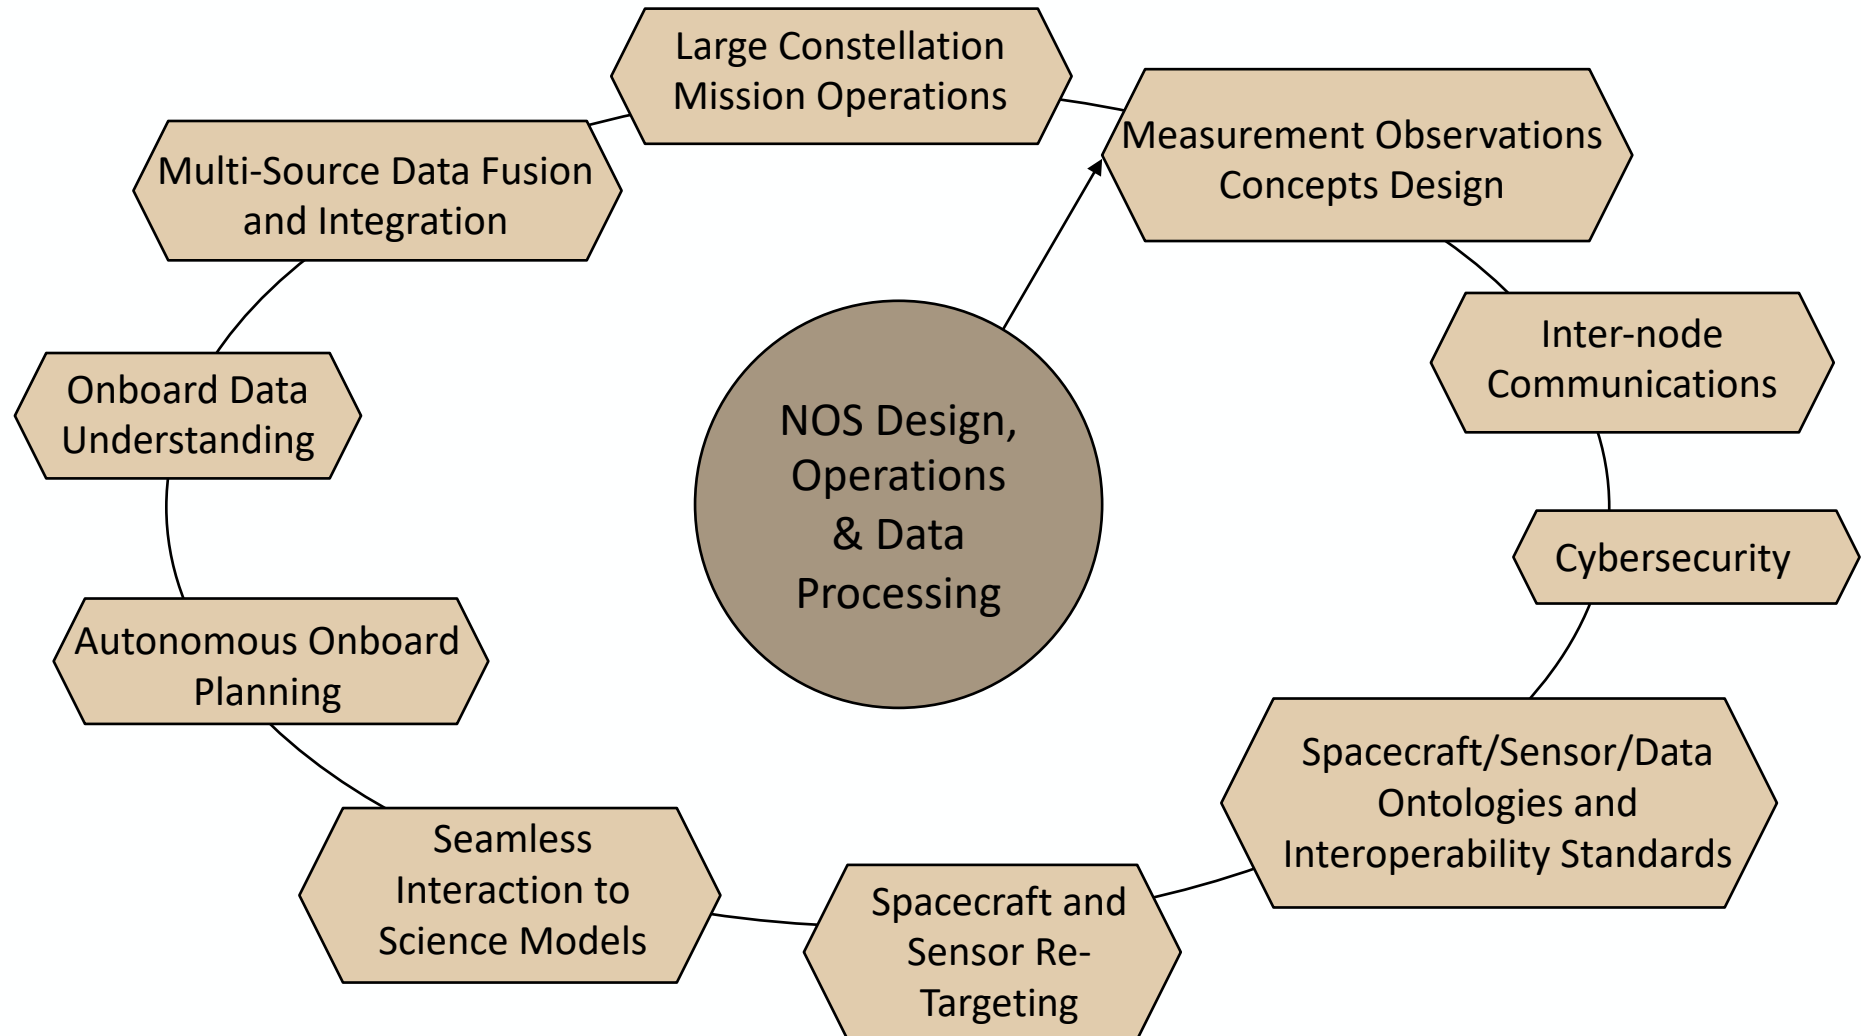 Large Constellation
Mission Operations
Measurement Observations
Concepts Design
Multi-Source Data Fusion
and Integration
Inter-node
Communications
Onboard Data
Understanding
NOS Design,
Operations
& Data
Processing
Cybersecurity
Autonomous Onboard
Planning
Spacecraft/Sensor/Data
Ontologies and
Interoperability Standards
Seamless
Interaction to
Science Models
Spacecraft and
Sensor Re-
Targeting